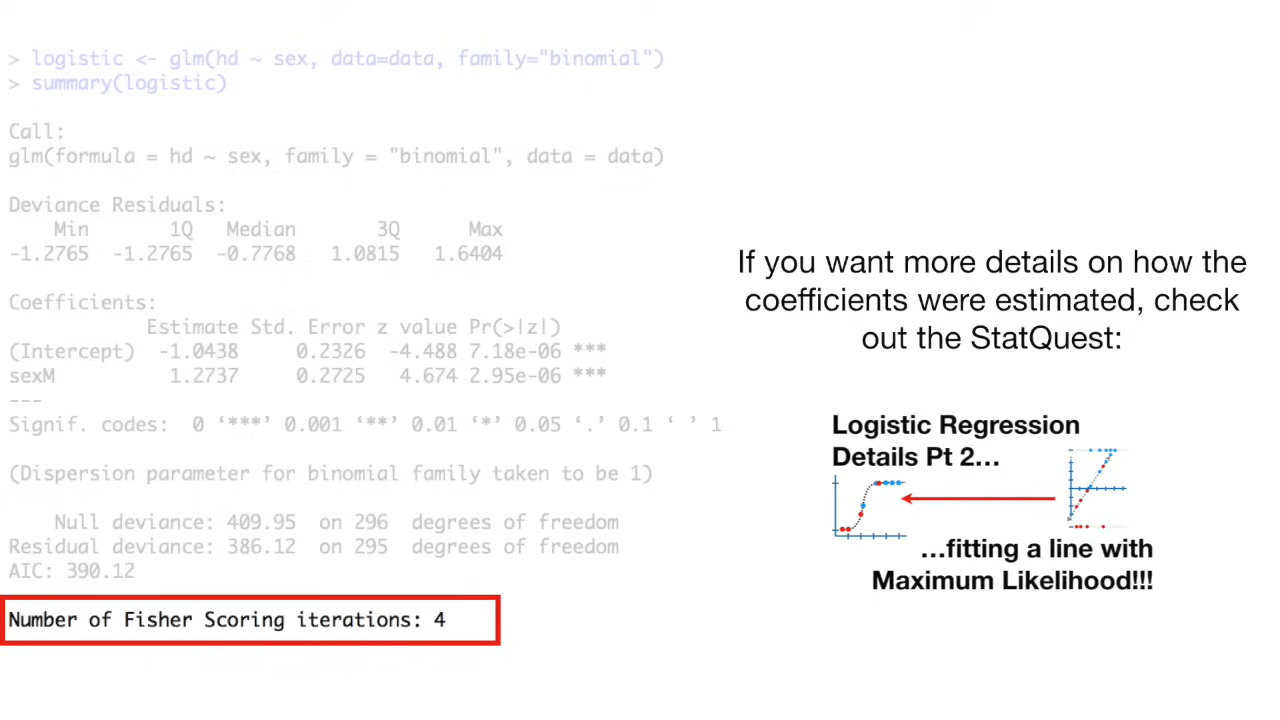 > logistic <- glm(hd ~ sex, data=data, family="binomial")
> summary(logistic)
Call:
glm(formula = hd ~ sex, family = "binomial", data = data)
Deviance Residuals:
Min 1Q Median 3Q Max
-1.2765 -1.2765 -0.7768 1.0815 1.6404
Coefficients:
Estimate Std. Error z value Pr(>|z|)
(Intercept) -1.0438 0.2326 -4.488 7.18e-06 ***
sexM 1.2737 0.2725 4.674 2.95e-06 ***
---
Signif. codes: 0 ‘***’ 0.001 ‘**’ 0.01 ‘*’ 0.05 ‘.’ 0.1 ‘ ’ 1
(Dispersion parameter for binomial family taken to be 1)
Null deviance: 409.95 on 296 degrees of freedom
Residual deviance: 386.12 on 295 degrees of freedom
AIC: 390.12
Number of Fisher Scoring iterations: 4
If you want more details on how the
coefficients were estimated, check
out the StatQuest:
Logistic Regression
Details Pt 2...
...fitting a line with
Maximum Likelihood!!!